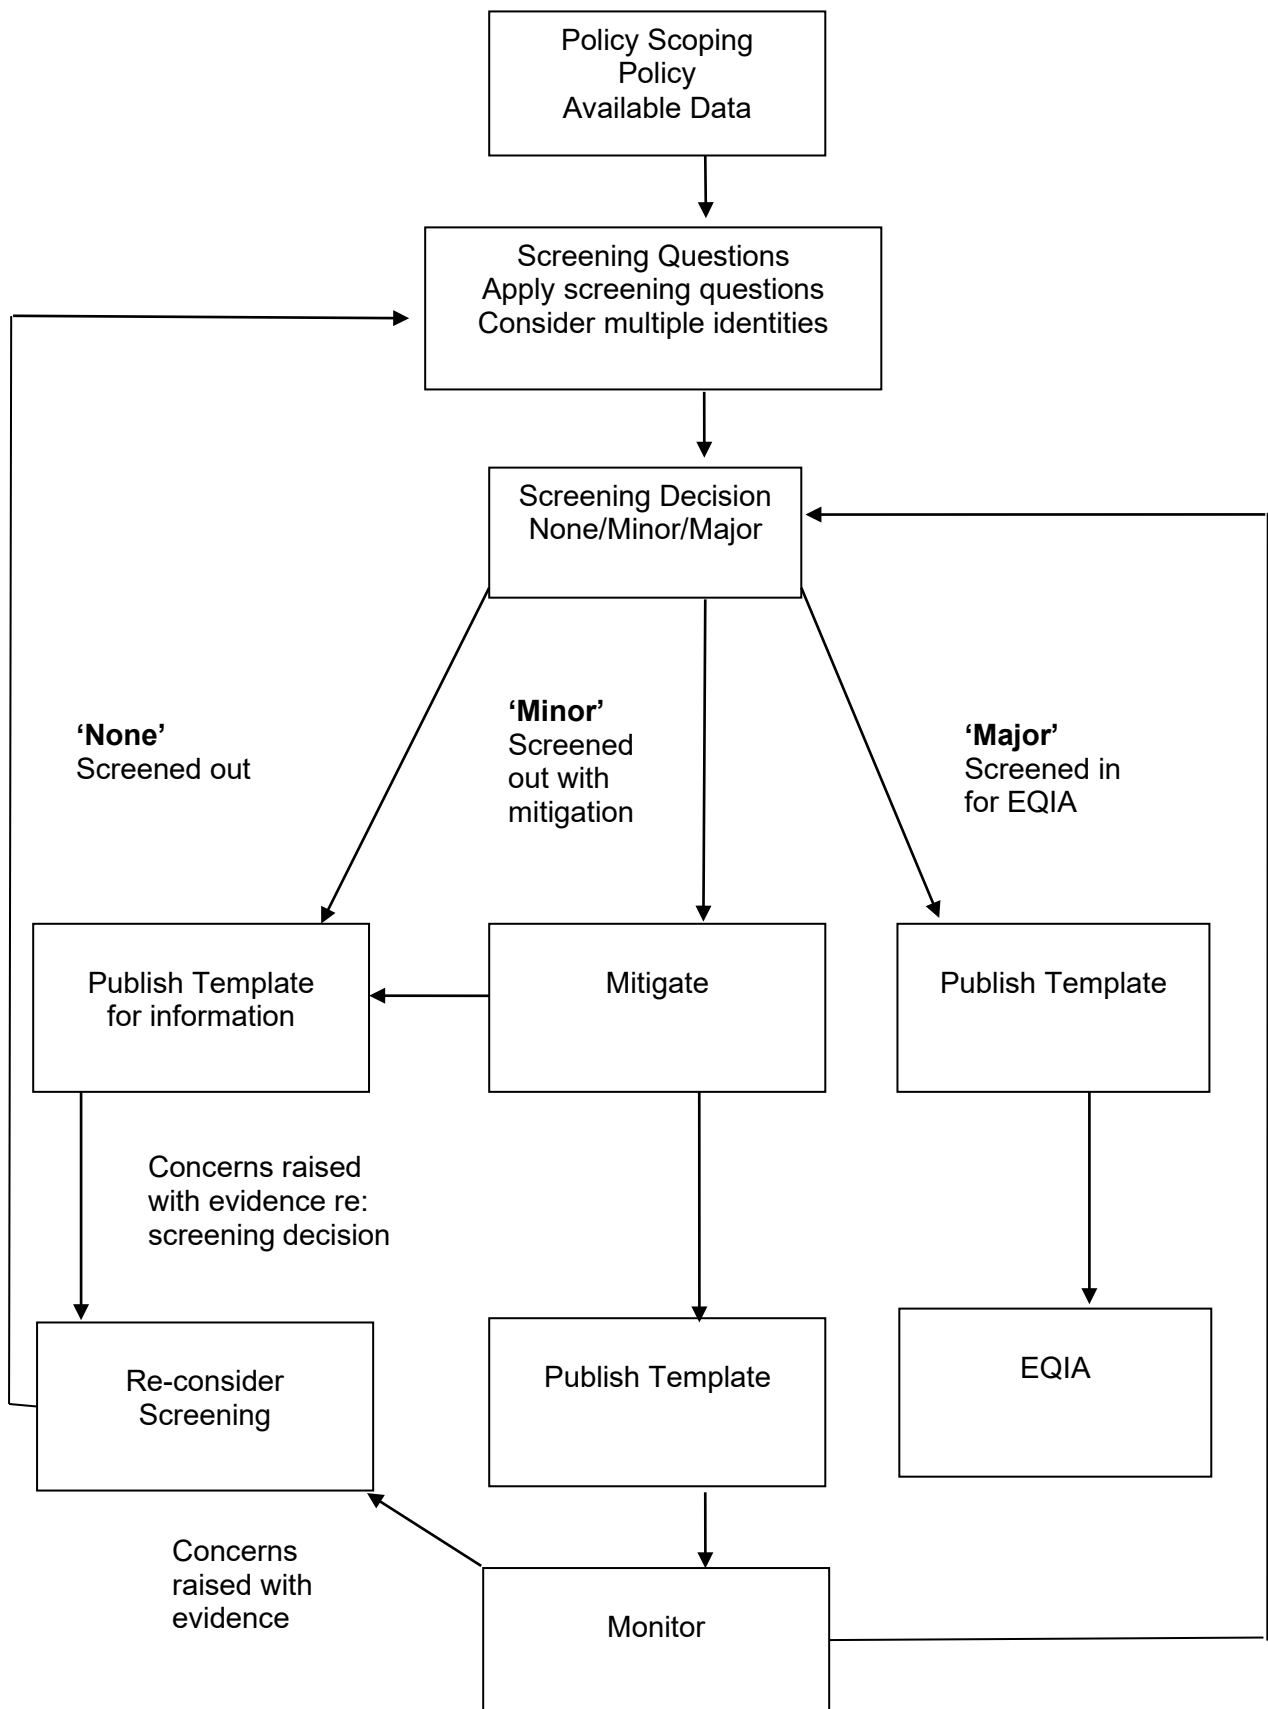 Policy Scoping
Policy
Available Data
Screening Questions
Apply screening questions
Consider multiple identities
Screening Decision
None/Minor/Major
‘None’
Screened out
‘Minor’
Screened
out with
mitigation
‘Major’
Screened in
for EQIA
Publish Template
for information
Mitigate
Publish Template
Concerns raised
with evidence re:
screening decision
Re-consider
Screening
Publish Template
EQIA
Concerns
raised with
evidence
Monitor